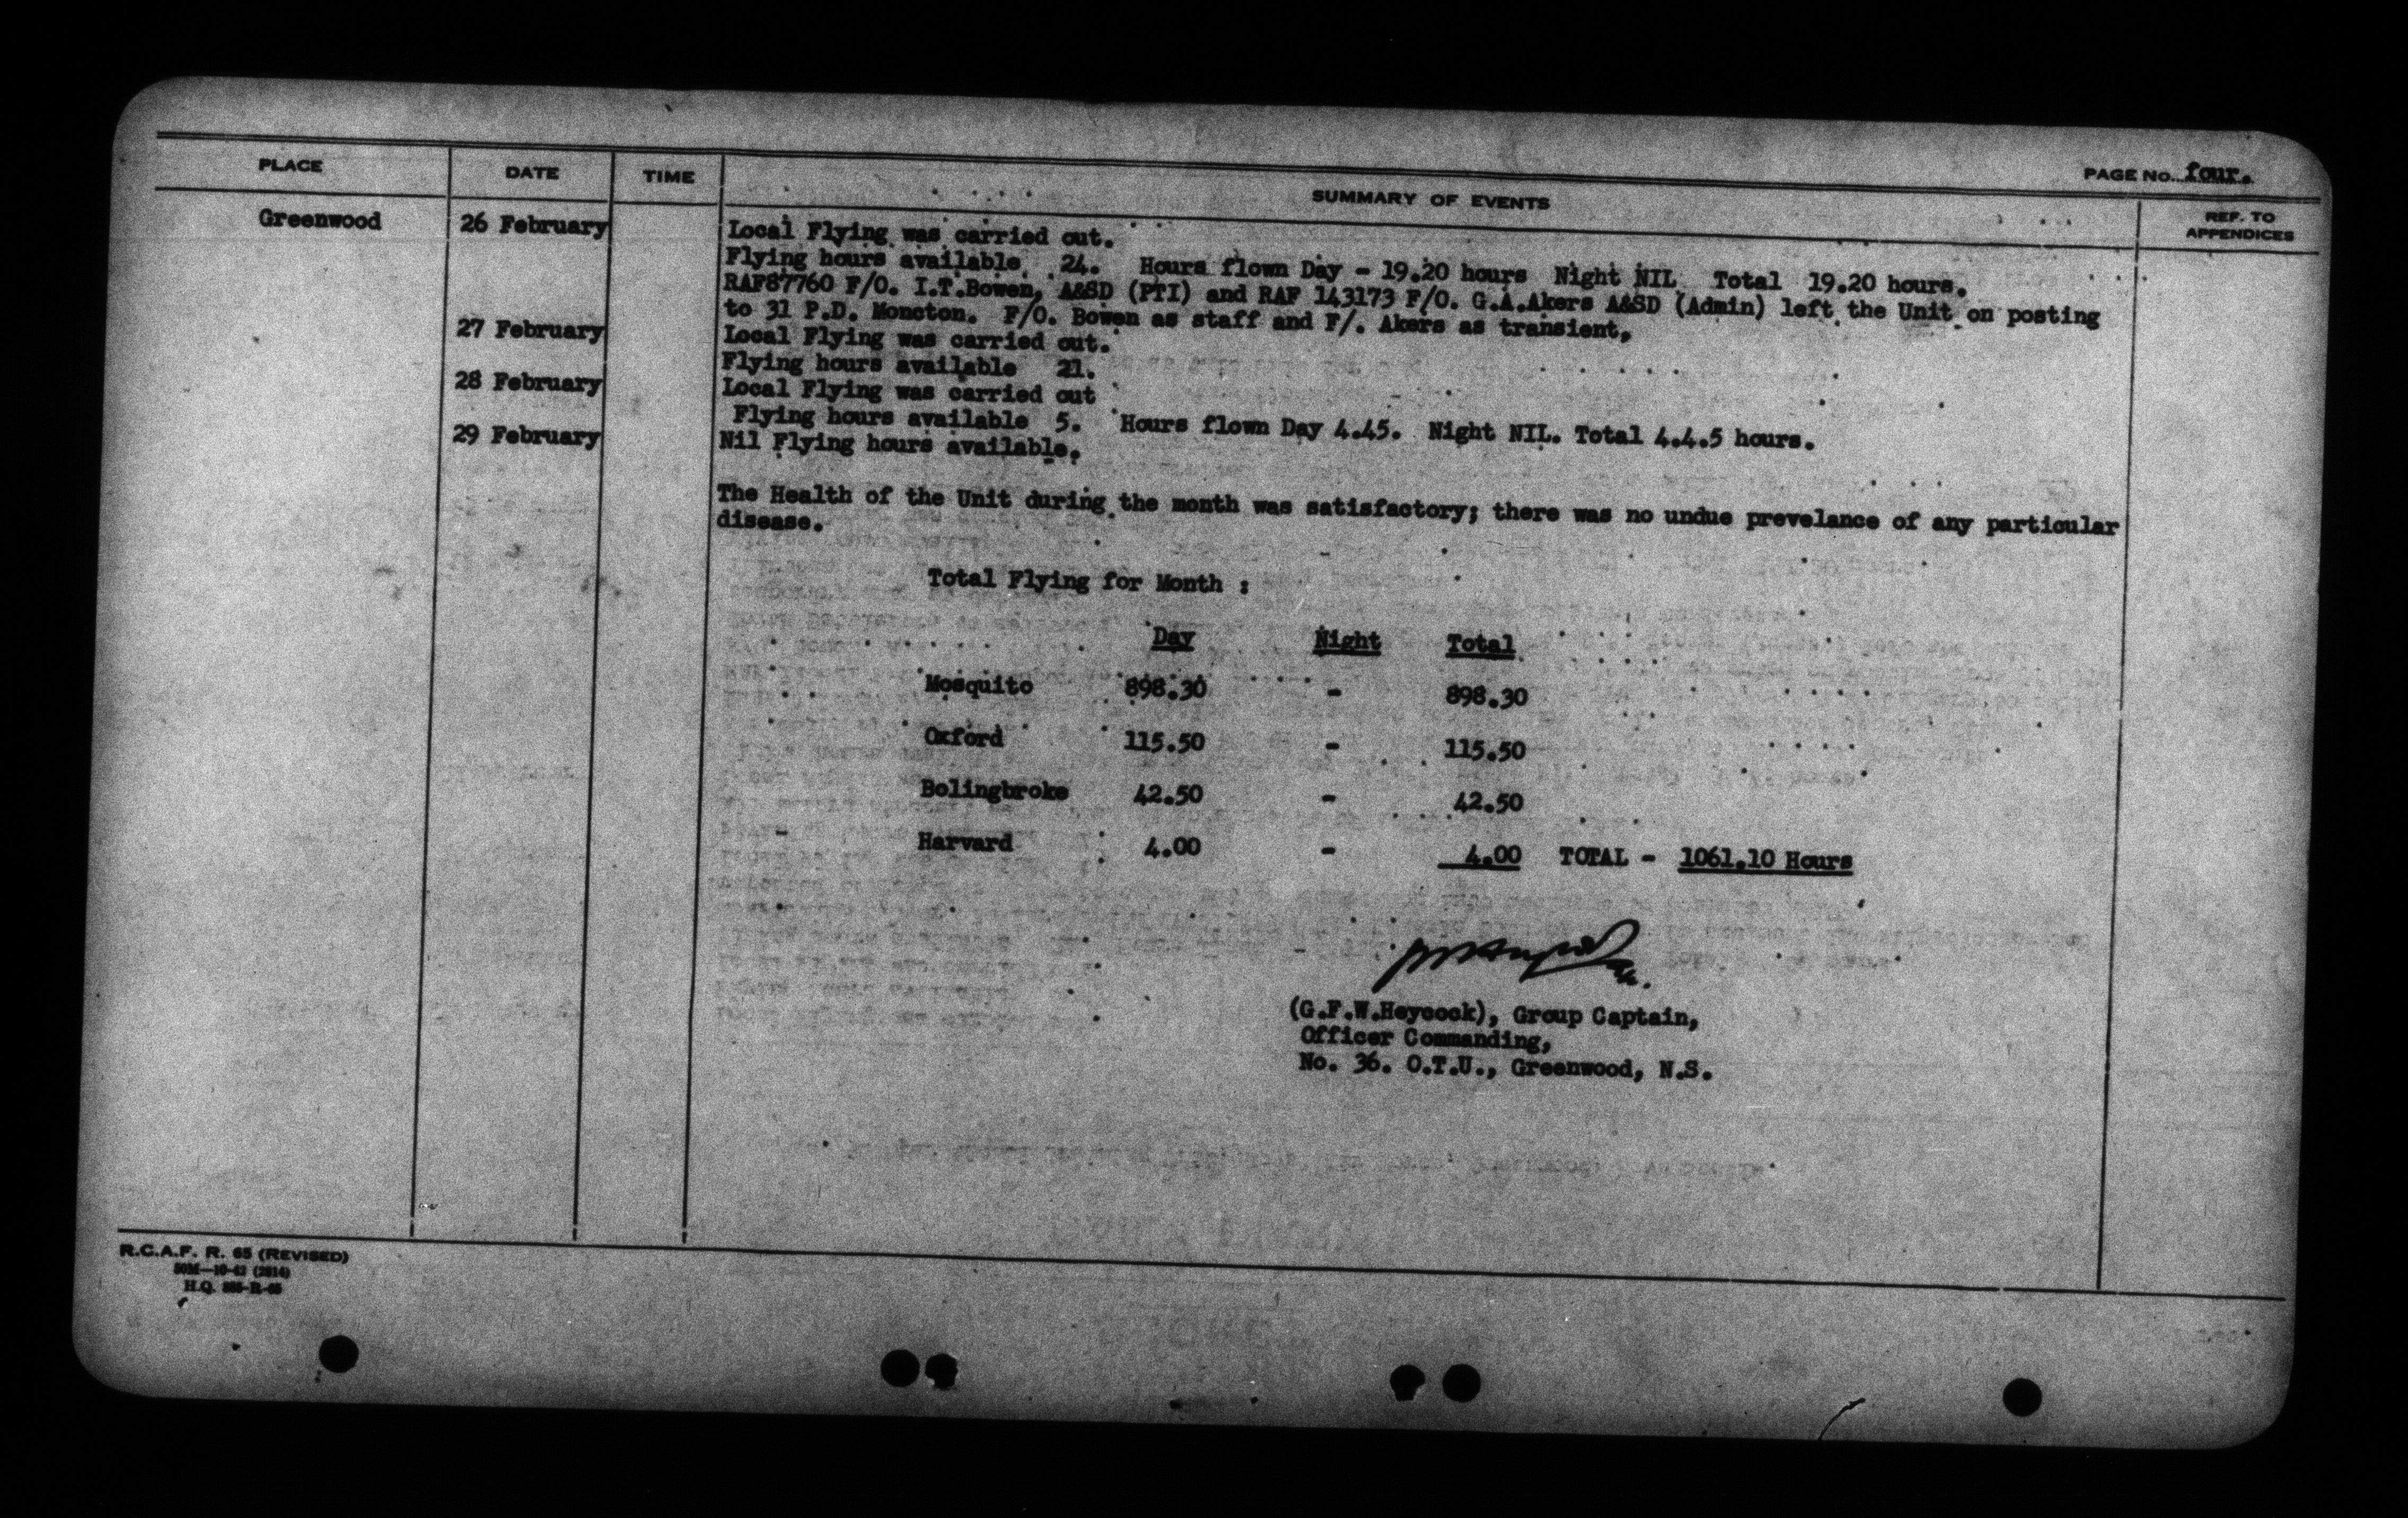 PAGE NO. four.
PLACE DATE TIME SUMMARY OF EVENTS REF. TO APPENDICES
Greenwood 26 February Local Flying was carried out.
Flying hours available 24. Hours flown Day - 19.20 hours Night NIL Total 19.20 hours.
RAF87760 F/O. I.T.Bowen, A&SD (PTI) and RAF 143173 F/O. G.A.Akers A&SD (Admin) left the Unit on posting
to 31 P.D. Moncton. F/O. Bowen as staff and F/. Akers as transient.
27 February Local Flying was carried out.
Flying hours available 21.
28 February Local Flying was carried out
Flying hours available 5. Hours flown Day 4.45. Night NIL. Total 4.4.5 hours.
29 February Nil Flying hours available.
The Health of the Unit during the month was satisfactory; there was no undue prevelance of any particular
disease.
Total Flying for Month :
Day Night Total
Mosquito 898.30 - 898.30
Oxford 115.50 - 115.50
Bolingbroke 42.50 - 42.50
Harvard 4.00 - 4.00 TOTAL - 1061.10 Hours
(G.F.W.Heycock), Group Captain,
Officer Commanding,
No. 36. O.T.U., Greenwood, N.S.
R.C.A.F. R. 65 (REVISED)
50M—10-42 (2814)
H.Q. 885-R-65